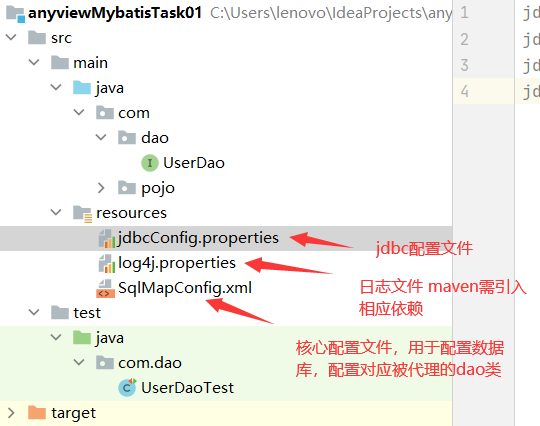 anyviewMybatisTask01 C:\Users\lenovo\IdeaProjects\any
src
main
java
com
dao
UserDao
pojo
resources
jdbcConfig.properties
log4j.properties
SqlMapConfig.xml
test
java
com.dao
UserDaoTest
target
1 jd
2 jd
3 jd
4 jd
jdbc配置文件
日志文件 maven需引入
相应依赖
核心配置文件，用于配置数据
库，配置对应被代理的dao类